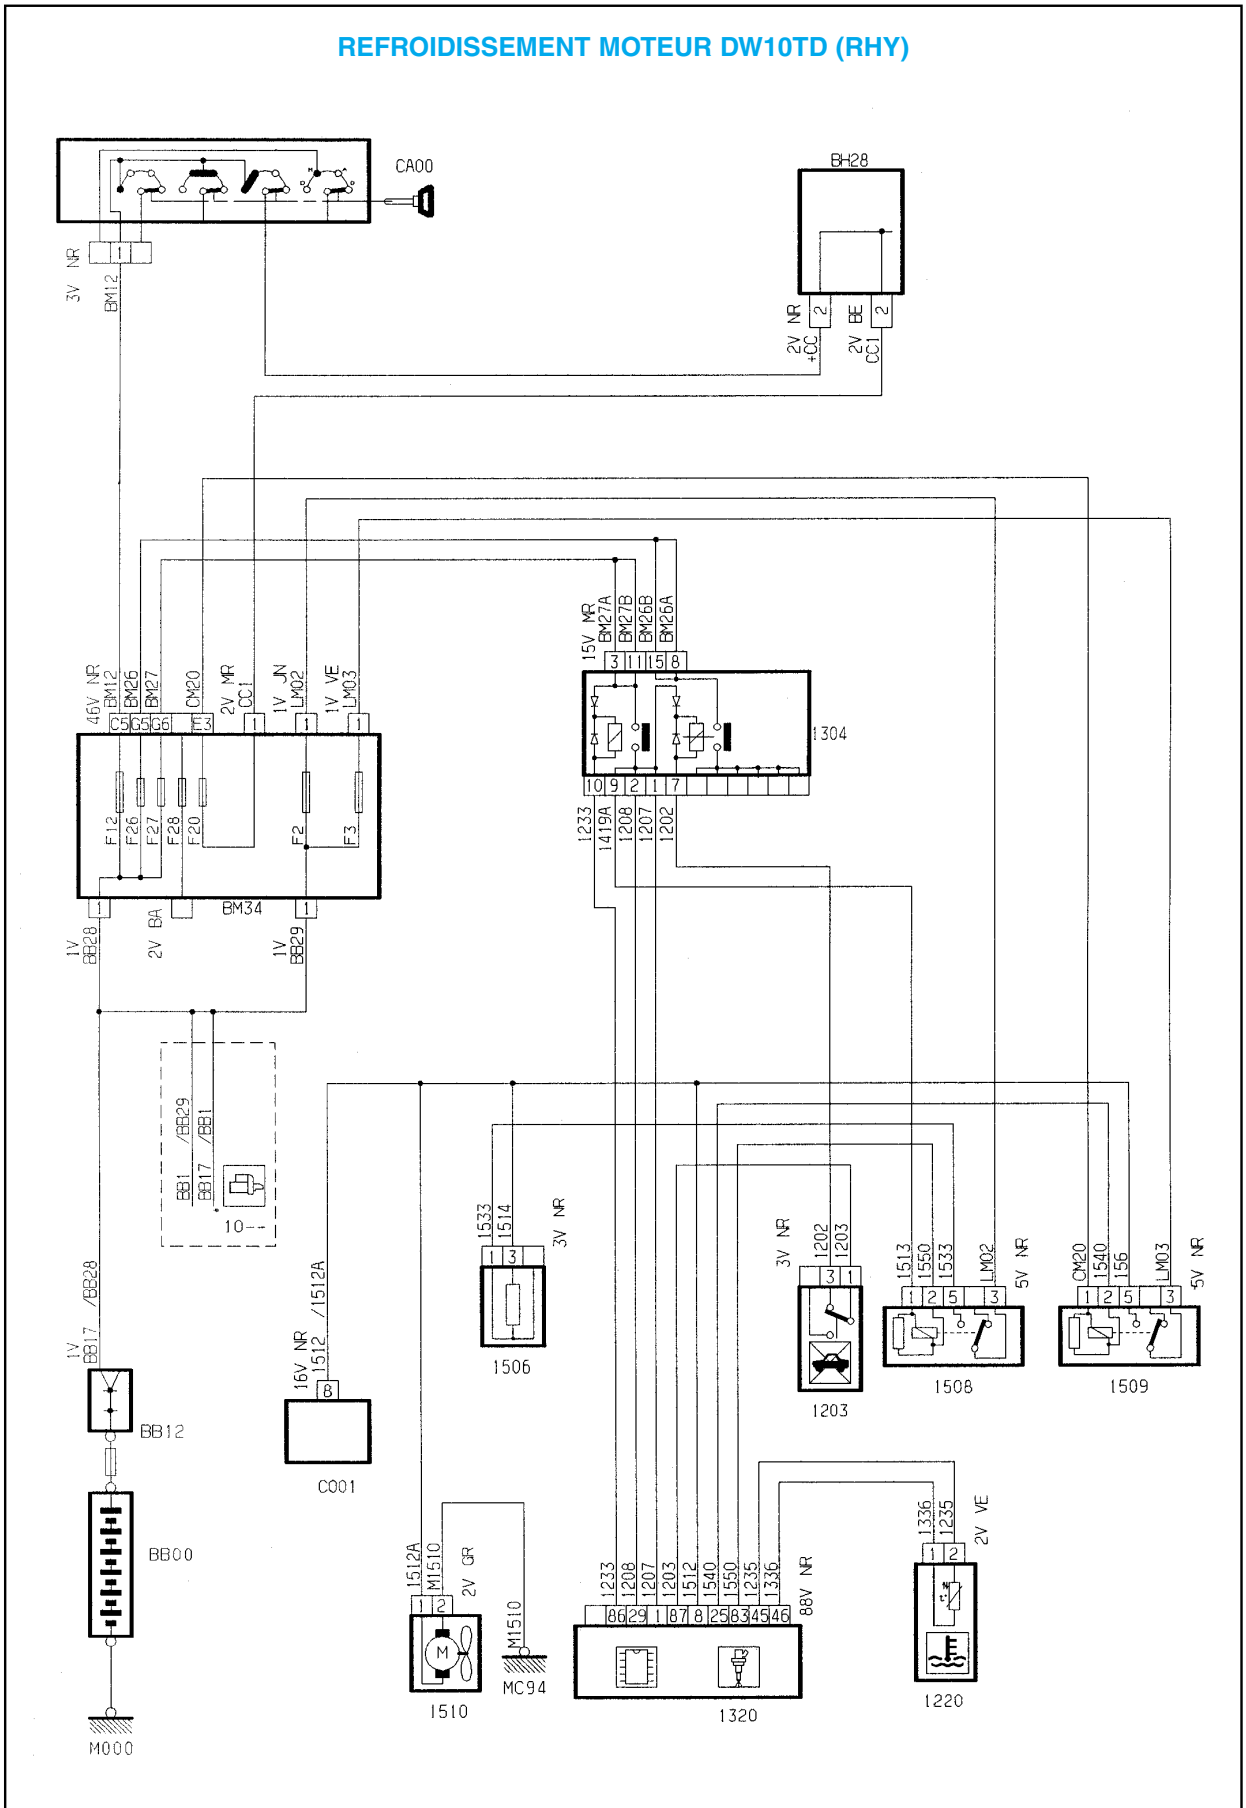 REFROIDISSEMENT MOTEUR DW10TD (RHY)
CA00
BH28
3V NR
1
BM12
2V NR
+CC
2
2V BE
CC1
2
46V NR
BM12
BM26
BM27
CM20
2V MR
CC1
1V JN
LM02
1V VE
LM03
C5 G5 G6 E3 1 1 1
F12
F26
F27
F28
F20
F2
F3
1
BM34
1
1V
BB28
2V BA
1V
BB29
15V MR
BM27A
BM27B
BM26B
BM26A
3 11 15 8
1304
10 9 2 1 7
1233
1419A
1208
1207
1202
BB1 /BB29
BB17 /BB1
10--
1V
BB17 /BB28
BB12
BB00
M000
16V NR
1512 /1512A
8
C001
1533
1514
3V NR
1 3
1506
3V NR
1202
1203
3 1
1203
1513
1550
1533
LM02
5V NR
1 2 5 3
1508
CM20
1540
156
LM03
5V NR
1 2 5 3
1509
1512A
M1510
2V GR
1 2
M
1510
M1510
MC94
1233
1208
1207
1203
1512
1540
1550
1235
1336
88V NR
86 29 1 87 8 25 83 45 46
1320
1336
1235
2V VE
1 2
t°
1220